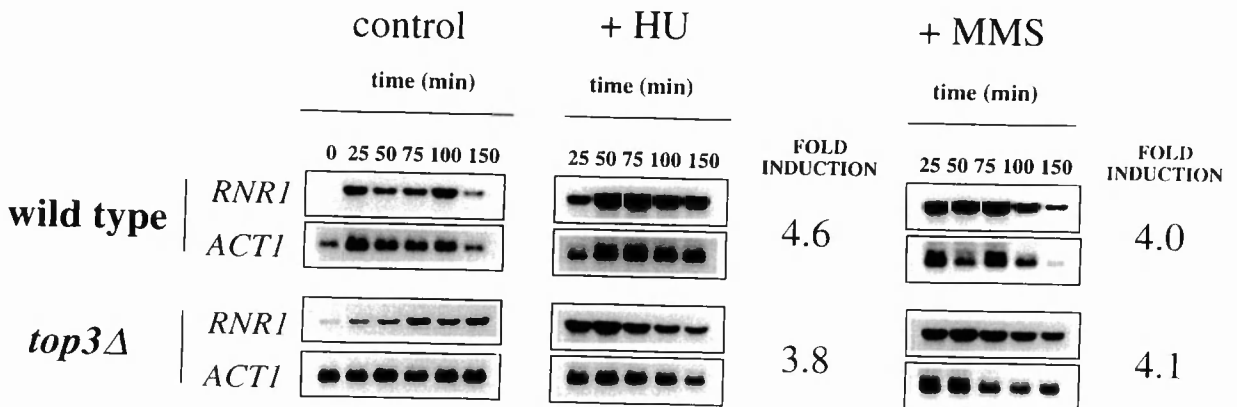 control + HU + MMS
time (min) time (min) time (min)
0 25 50 75 100 150 25 50 75 100 150 FOLD INDUCTION 25 50 75 100 150 FOLD INDUCTION
wild type RNR1 4.6 4.0
ACT1
top3Δ RNR1 3.8 4.1
ACT1